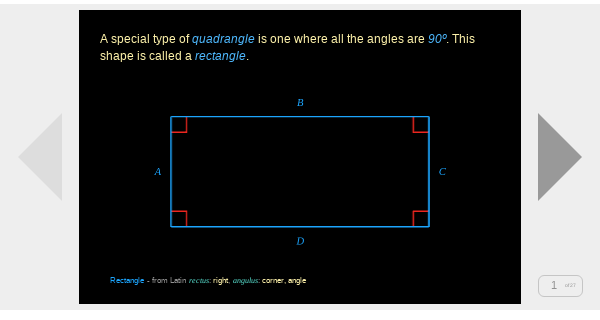 A special type of quadrangle is one where all the angles are 90º. This
shape is called a rectangle.
B
A
C
D
Rectangle - from Latin rectus: right, angulus: corner, angle
1